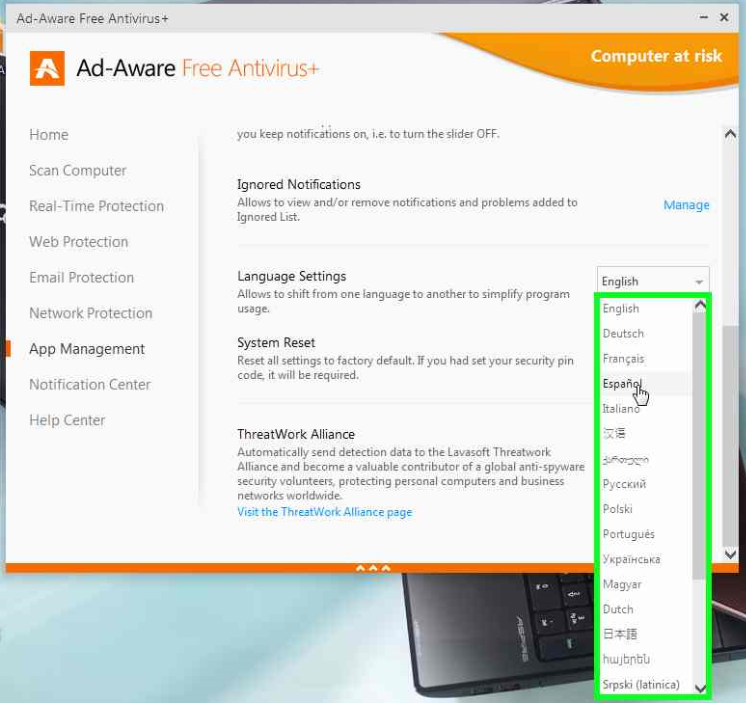 Ad-Aware Free Antivirus+
Ad-Aware Free Antivirus+
Computer at risk
Home
Scan Computer
Real-Time Protection
Web Protection
Email Protection
Network Protection
App Management
Notification Center
Help Center
you keep notifications on, i.e. to turn the slider OFF.
Ignored Notifications
Allows to view and/or remove notifications and problems added to
Ignored List.
Manage
Language Settings
Allows to shift from one language to another to simplify program
usage.
English
System Reset
Reset all settings to factory default. If you had set your security pin
code, it will be required.
ThreatWork Alliance
Automatically send detection data to the Lavasoft Threatwork
Alliance and become a valuable contributor of a global anti-spyware
security volunteers, protecting personal computers and business
networks worldwide.
Visit the ThreatWork Alliance page
English
Deutsch
Français
Español
Italiano
汉语
ქართული
Русский
Polski
Português
Українська
Magyar
Dutch
日本語
հայերեն
Srpski (latinica)
ASPIRE